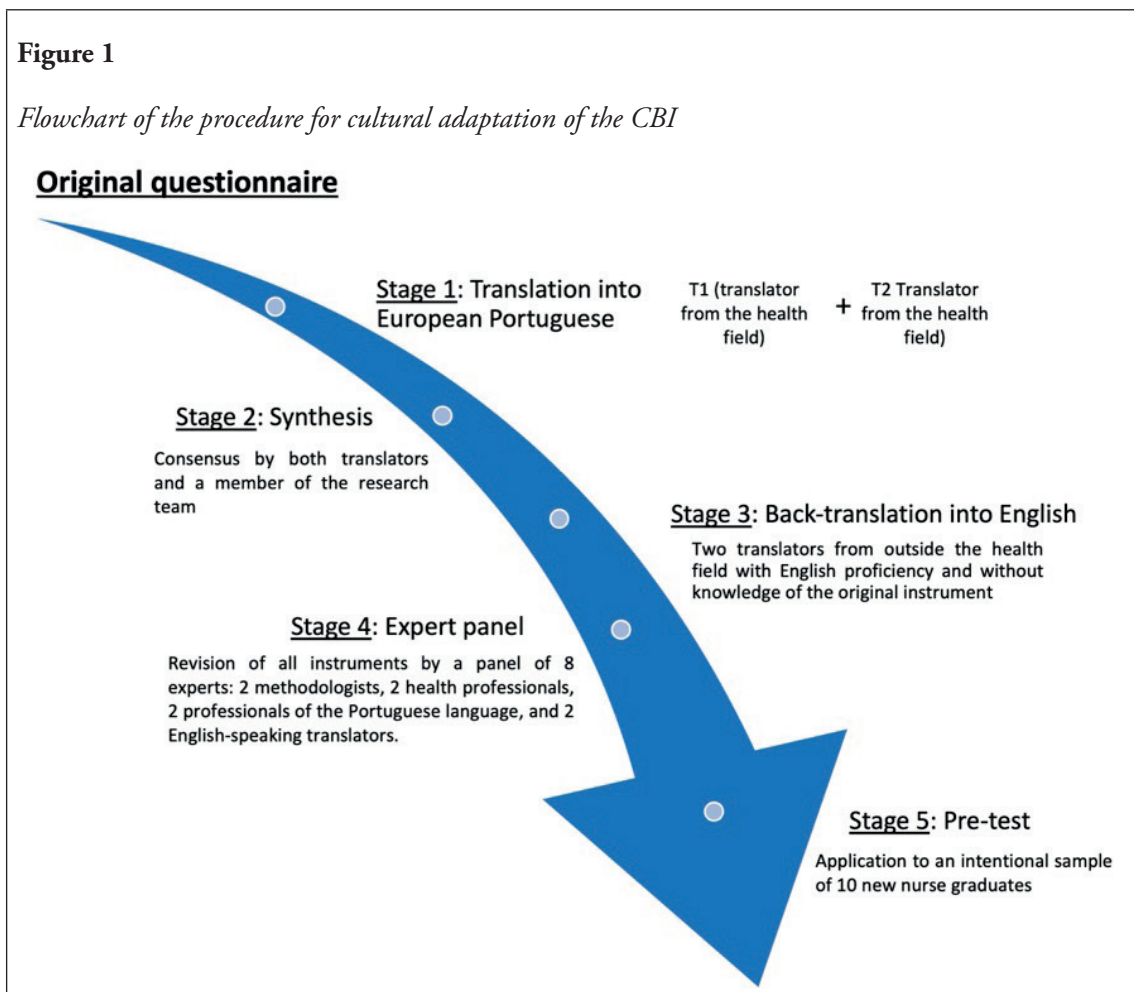 Figure 1
Flowchart of the procedure for cultural adaptation of the CBI
Original questionnaire
Stage 1: Translation into
European Portuguese
T1 (translator
from the health
field)
+
T2 Translator
from the health
field)
Stage 2: Synthesis
Consensus by both translators
and a member of the research
team
Stage 3: Back-translation into English
Two translators from outside the health
field with English proficiency and without
knowledge of the original instrument
Stage 4: Expert panel
Revision of all instruments by a panel of 8
experts: 2 methodologists, 2 health professionals,
2 professionals of the Portuguese language, and 2
English-speaking translators.
Stage 5: Pre-test
Application to an intentional sample
of 10 new nurse graduates